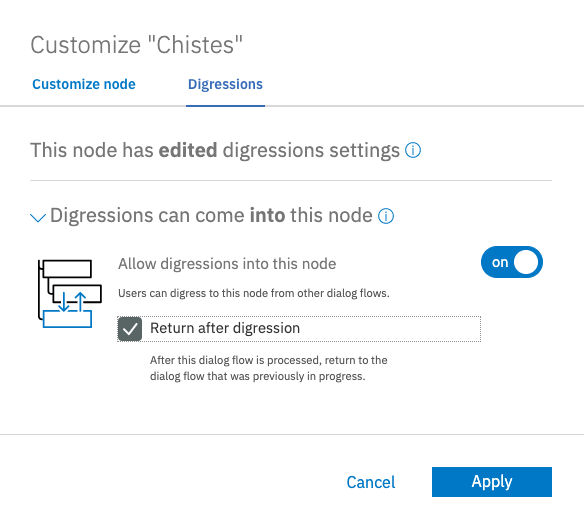 Customize "Chistes"
Customize node
Digressions
This node has edited digressions settings
Digressions can come into this node
Allow digressions into this node
on
Users can digress to this node from other dialog flows.
Return after digression
After this dialog flow is processed, return to the
dialog flow that was previously in progress.
Cancel
Apply